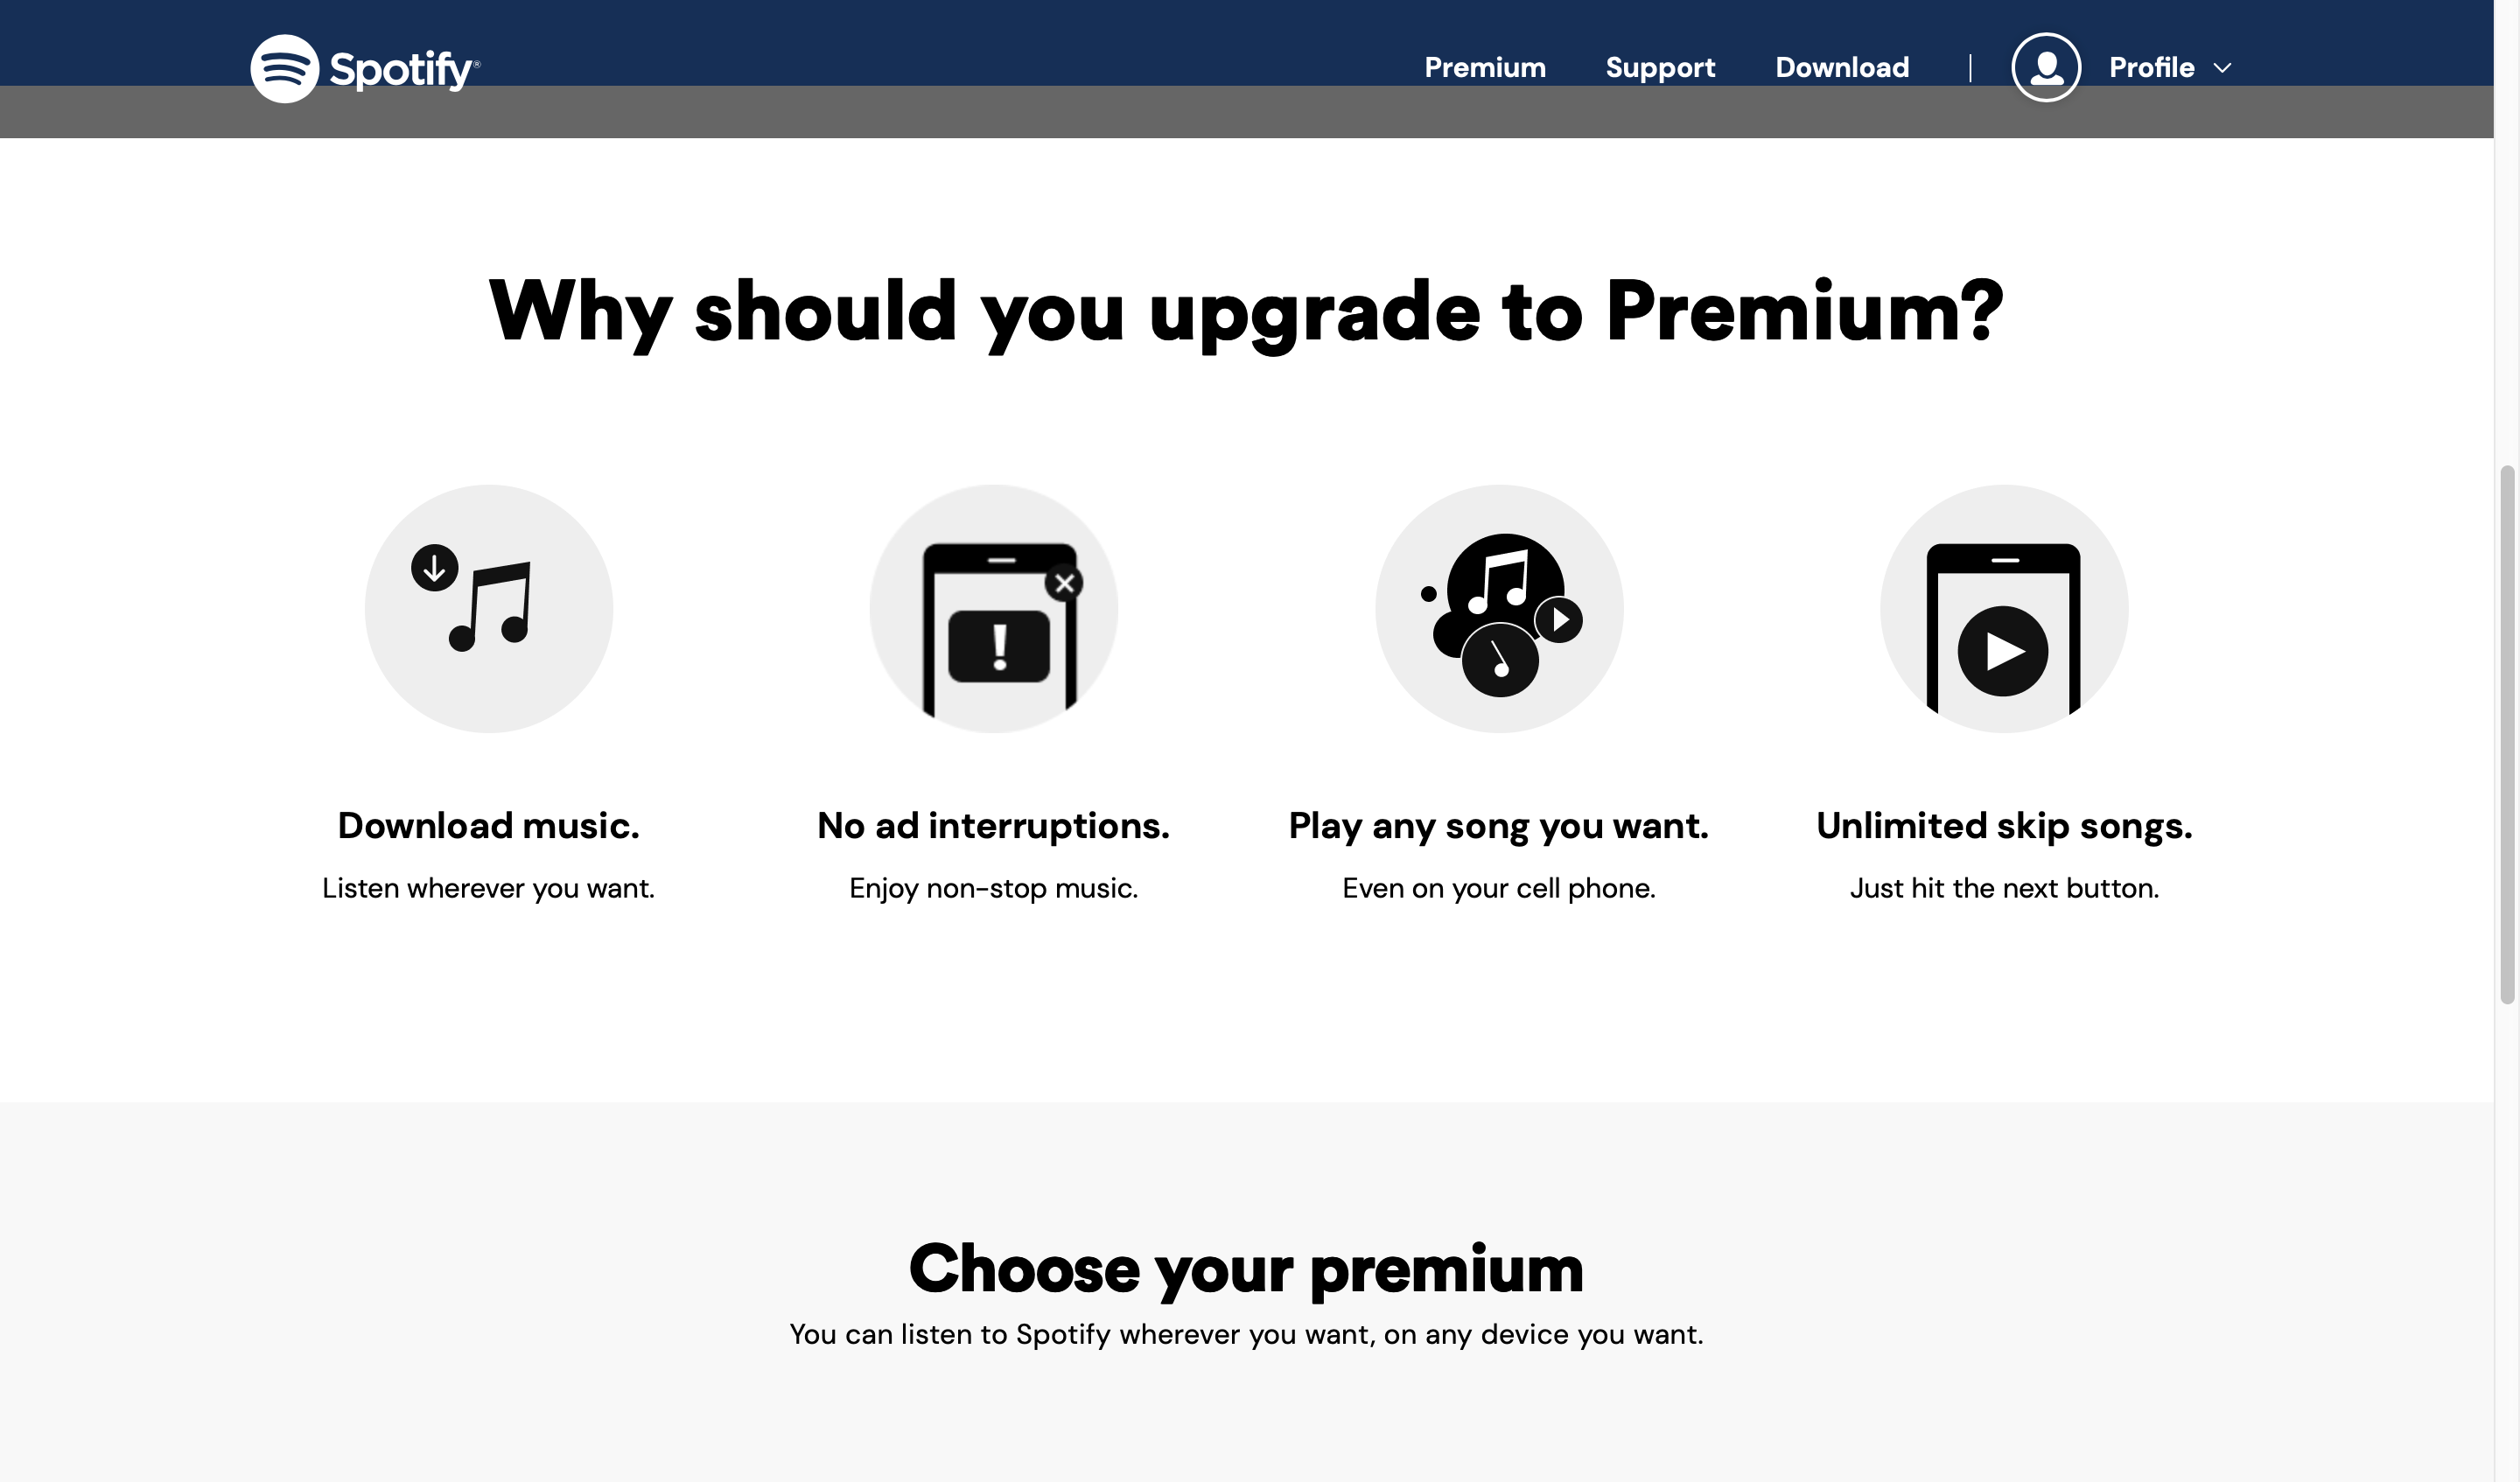 Spotify®
Premium Support Download | Profile
Why should you upgrade to Premium?
Download music.
Listen wherever you want.
No ad interruptions.
Enjoy non-stop music.
Play any song you want.
Even on your cell phone.
Unlimited skip songs.
Just hit the next button.
Choose your premium
You can listen to Spotify wherever you want, on any device you want.